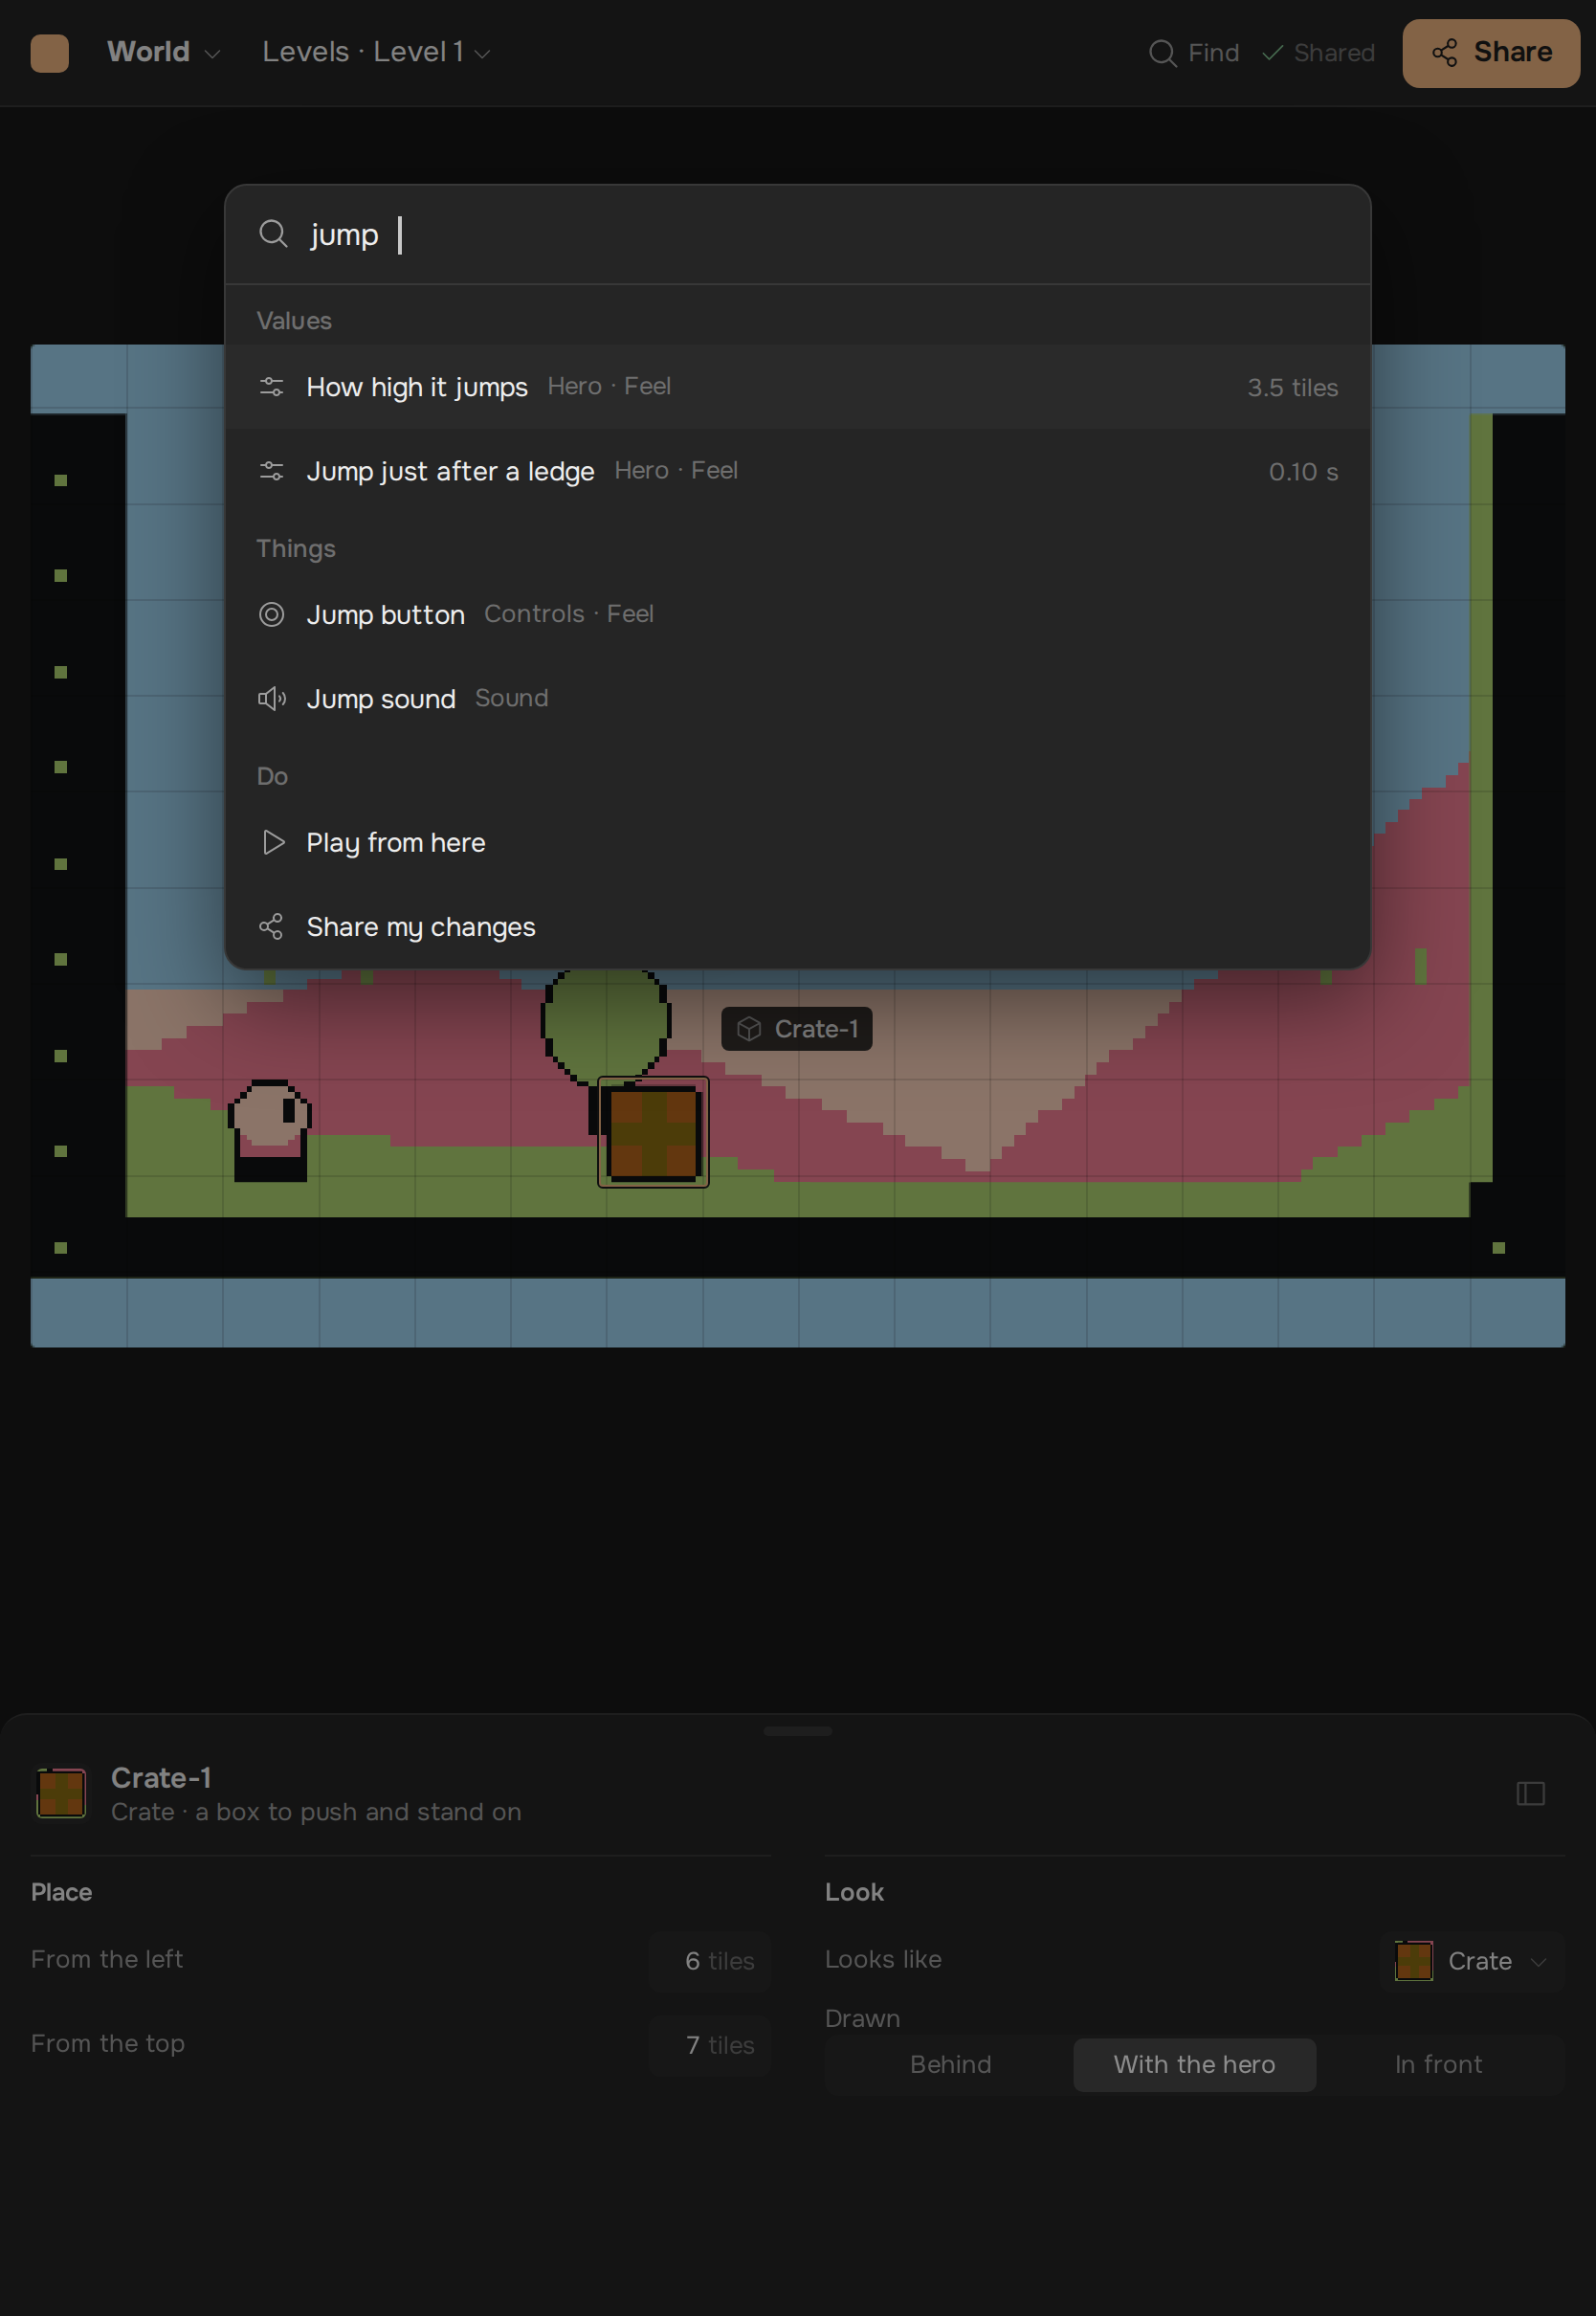 World
Levels · Level 1
Find
Shared
Share
jump
Values
How high it jumps Hero · Feel 3.5 tiles
Jump just after a ledge Hero · Feel 0.10 s
Things
Jump button Controls · Feel
Jump sound Sound
Do
Play from here
Share my changes
Crate-1
Crate-1
Crate · a box to push and stand on
Place
From the left 6 tiles
From the top 7 tiles
Look
Looks like Crate
Drawn
Behind With the hero In front